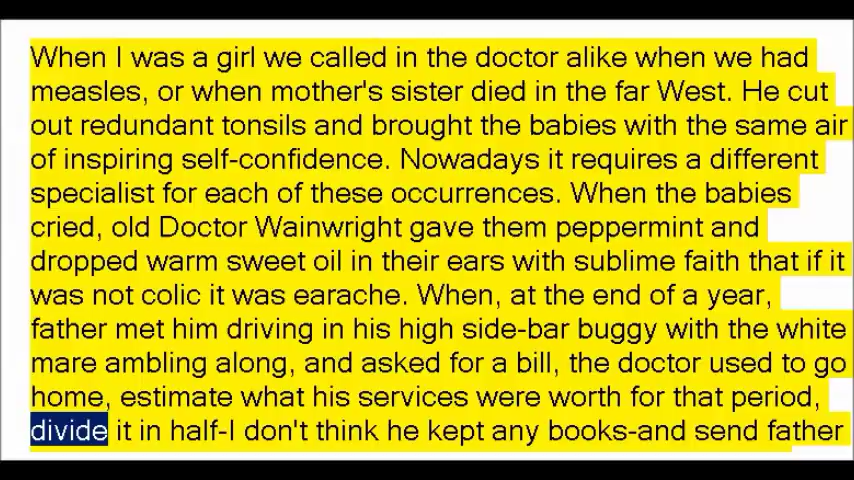 When I was a girl we called in the doctor alike when we had
measles, or when mother's sister died in the far West. He cut
out redundant tonsils and brought the babies with the same air
of inspiring self-confidence. Nowadays it requires a different
specialist for each of these occurrences. When the babies
cried, old Doctor Wainwright gave them peppermint and
dropped warm sweet oil in their ears with sublime faith that if it
was not colic it was earache. When, at the end of a year,
father met him driving in his high side-bar buggy with the white
mare ambling along, and asked for a bill, the doctor used to go
home, estimate what his services were worth for that period,
divide it in half-I don't think he kept any books-and send father